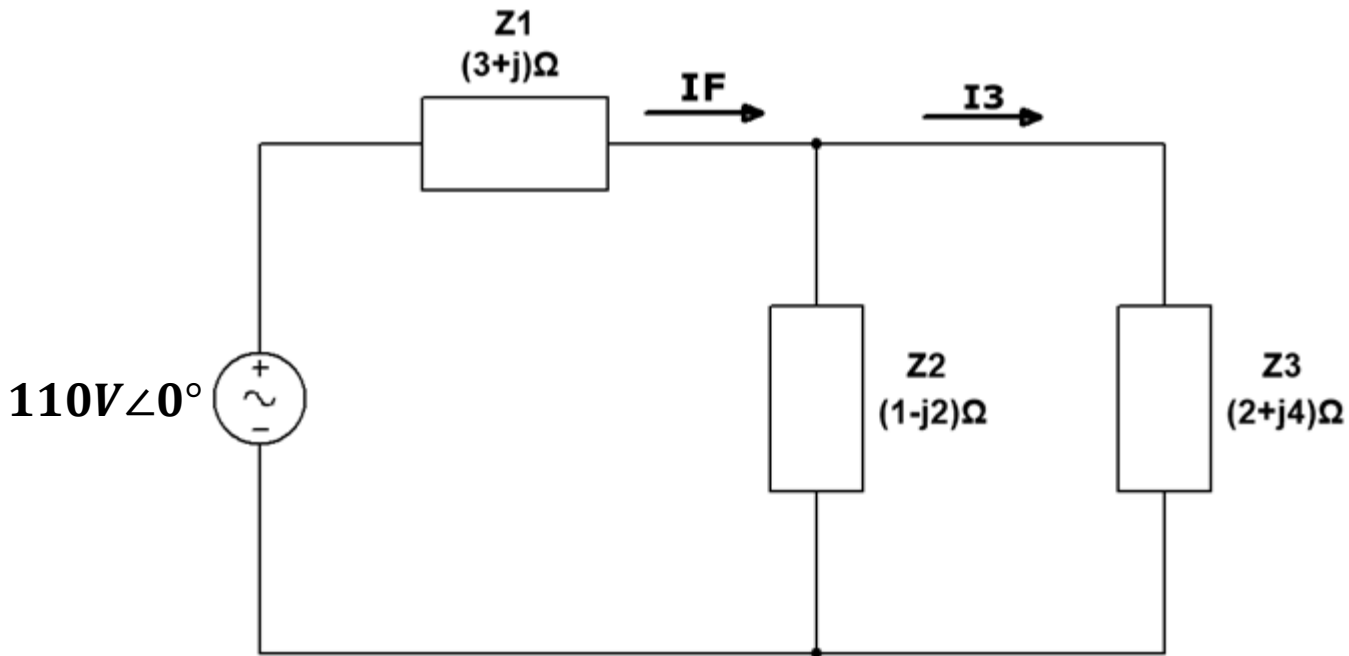 Z1
(3+j)Ω
IF
I3
110V∠0°
+
~
−
Z2
(1-j2)Ω
Z3
(2+j4)Ω